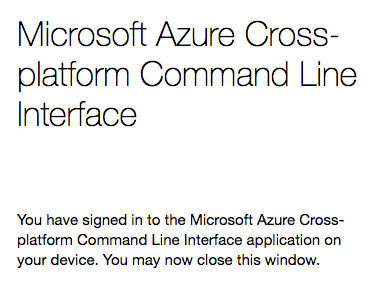 Microsoft Azure Cross-
platform Command Line
Interface
You have signed in to the Microsoft Azure Cross-
platform Command Line Interface application on
your device. You may now close this window.